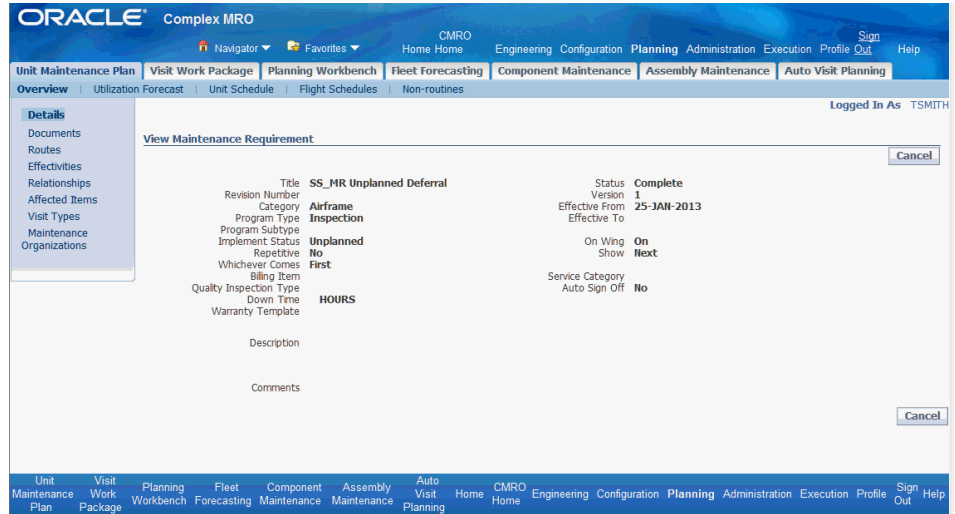 ORACLE Complex MRO
Navigator Favorites CMRO Home Home Engineering Configuration Planning Administration Execution Profile Sign Out Help
Unit Maintenance Plan Visit Work Package Planning Workbench Fleet Forecasting Component Maintenance Assembly Maintenance Auto Visit Planning
Overview | Utilization Forecast | Unit Schedule | Flight Schedules | Non-routines
Logged In As TSMITH
Details
Documents
Routes
Effectivities
Relationships
Affected Items
Visit Types
Maintenance
Organizations
View Maintenance Requirement
Cancel
Title SS_MR Unplanned Deferral
Revision Number
Category Airframe
Program Type Inspection
Program Subtype
Implement Status Unplanned
Repetitive No
Whichever Comes First
Billing Item
Quality Inspection Type
Down Time HOURS
Warranty Template
Description
Comments
Status Complete
Version 1
Effective From 25-JAN-2013
Effective To
On Wing On
Show Next
Service Category
Auto Sign Off No
Cancel
Unit Maintenance Plan Visit Work Package Planning Workbench Fleet Forecasting Component Maintenance Assembly Maintenance Auto Visit Planning Home CMRO Home Engineering Configuration Planning Administration Execution Profile Sign Out Help